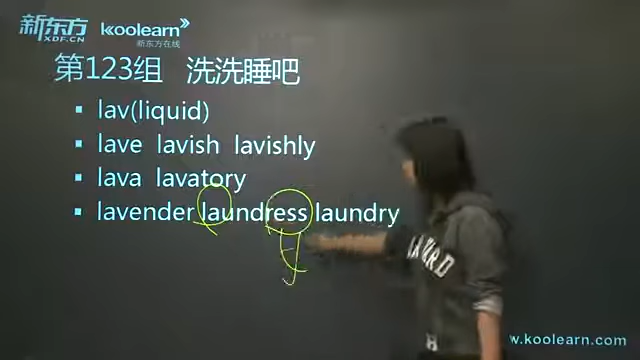 新东方 XDF.CN koolearn
新东方在线
第123组 洗洗睡吧
lav(liquid)
lave lavish lavishly
lava lavatory
lavender laundress laundry
w.koolearn.com